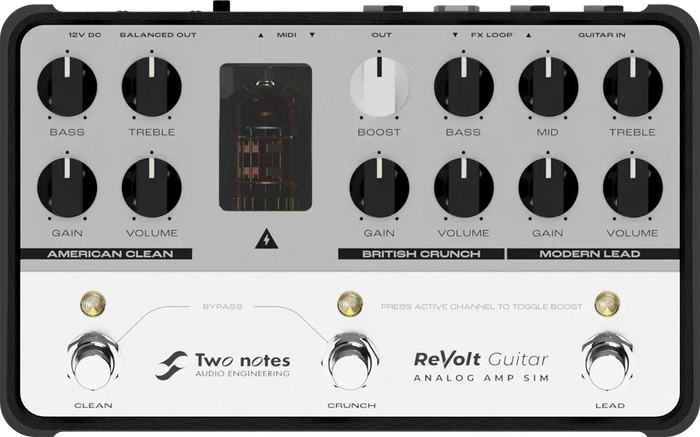 12V DC BALANCED OUT ▲ MIDI ▼ OUT ▼ FX LOOP ▲ GUITAR IN
BASS TREBLE BOOST BASS MID TREBLE
GAIN VOLUME GAIN VOLUME GAIN VOLUME
AMERICAN CLEAN BRITISH CRUNCH MODERN LEAD
BYPASS PRESS ACTIVE CHANNEL TO TOGGLE BOOST
Two notes ReVolt Guitar
AUDIO ENGINEERING ANALOG AMP SIM
CLEAN CRUNCH LEAD